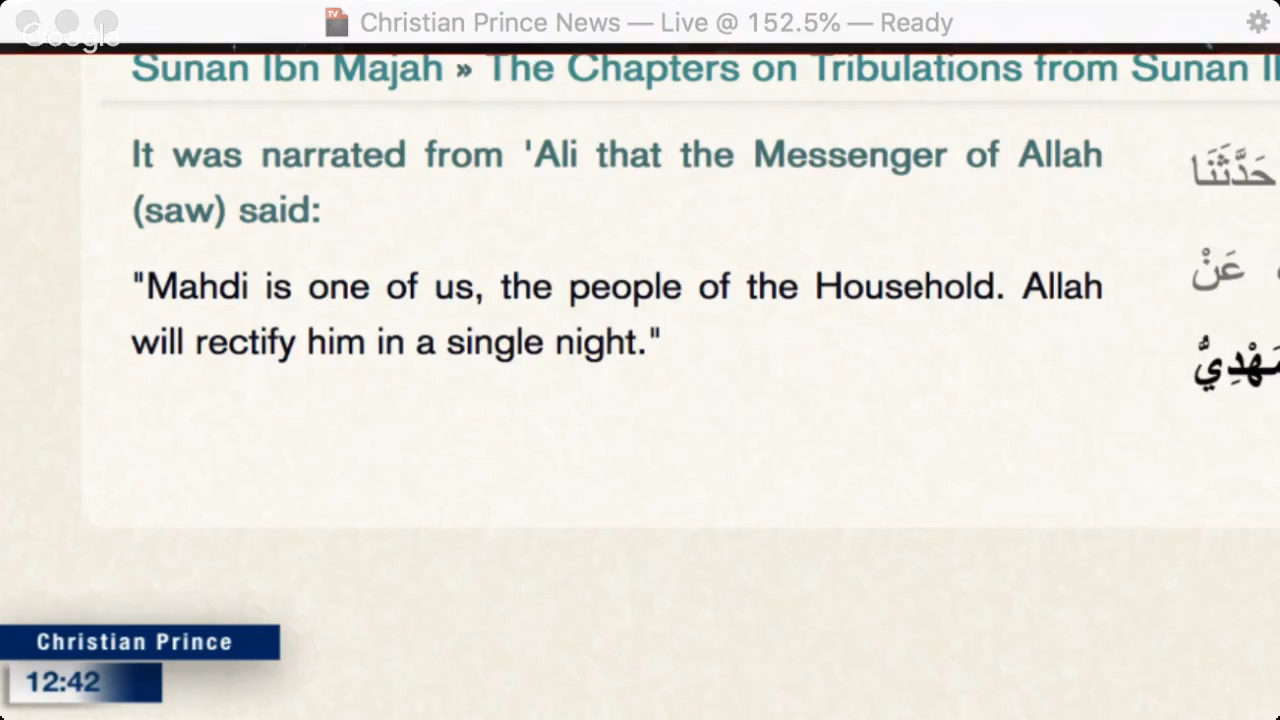 Christian Prince News — Live @ 152.5% — Ready
Google
Sunan Ibn Majah » The Chapters on Tribulations from Sunan
It was narrated from 'Ali that the Messenger of Allah
(saw) said:
"Mahdi is one of us, the people of the Household. Allah
will rectify him in a single night."
حَدَّثَنَا
عَنْ
Christian Prince
12:42